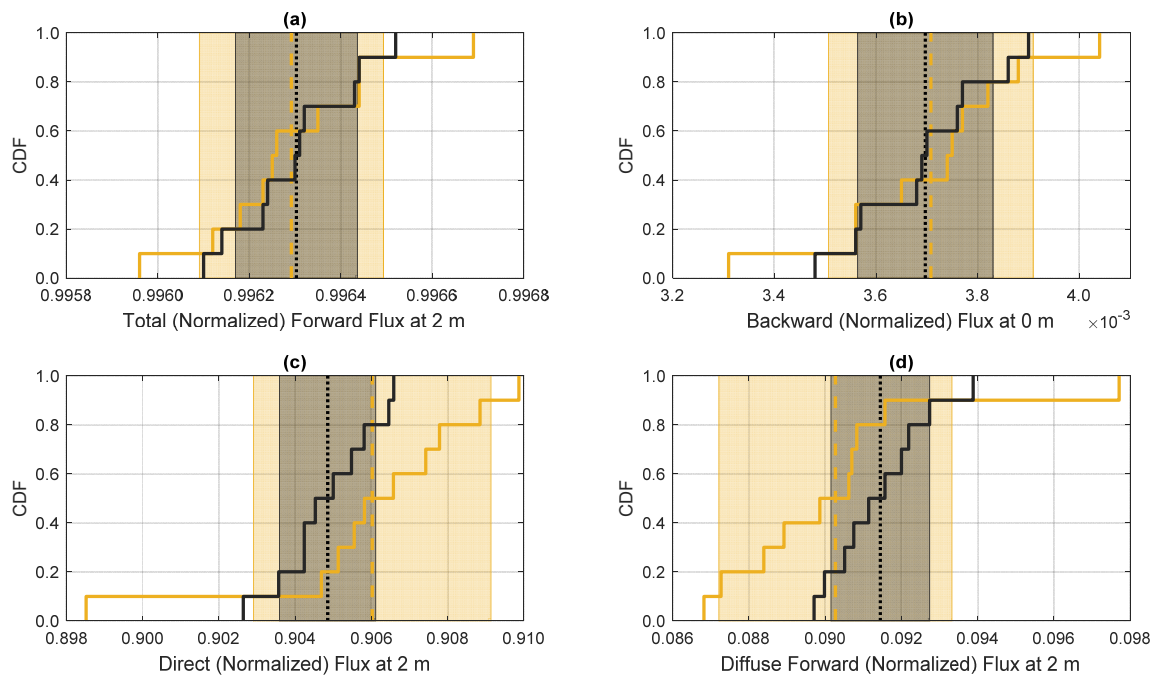 (a)
1.0
0.8
0.6
0.4
0.2
0.0
CDF
0.9958 0.9960 0.9962 0.9964 0.9966 0.9968
Total (Normalized) Forward Flux at 2 m
(b)
1.0
0.8
0.6
0.4
0.2
0.0
CDF
3.2 3.4 3.6 3.8 4.0
Backward (Normalized) Flux at 0 m ×10-3
(c)
1.0
0.8
0.6
0.4
0.2
0.0
CDF
0.898 0.900 0.902 0.904 0.906 0.908 0.910
Direct (Normalized) Flux at 2 m
(d)
1.0
0.8
0.6
0.4
0.2
0.0
CDF
0.086 0.088 0.090 0.092 0.094 0.096 0.098
Diffuse Forward (Normalized) Flux at 2 m